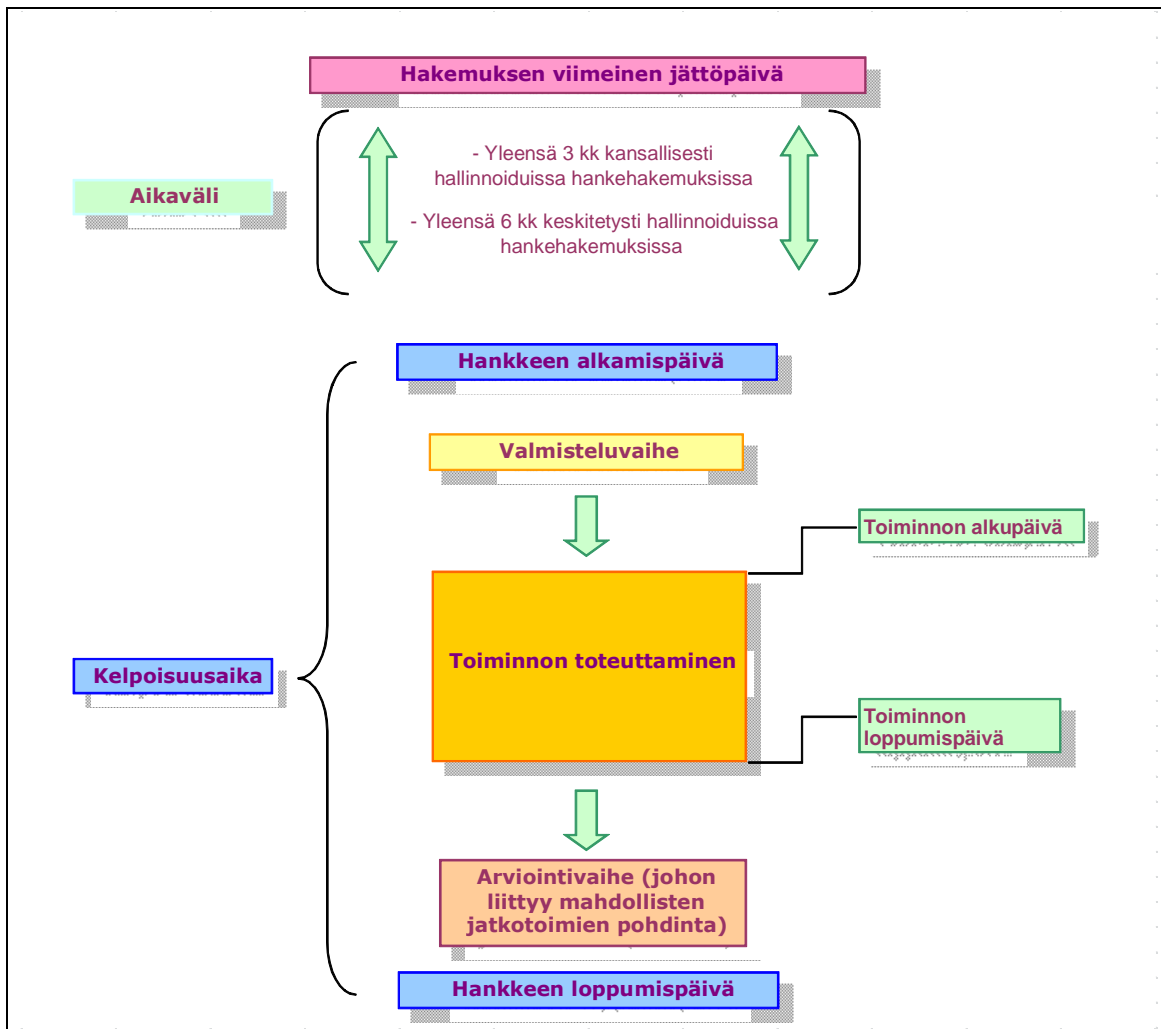 Hakemuksen viimeinen jättöpäivä
- Yleensä 3 kk kansallisesti
hallinnoiduissa hankehakemuksissa
Aikaväli
- Yleensä 6 kk keskitetysti hallinnoiduissa
hankehakemuksissa
Hankkeen alkamispäivä
Valmisteluvaihe
Toiminnon alkupäivä
Toiminnon toteuttaminen
Kelpoisuusaika
Toiminnon
loppumispäivä
Arviointivaihe (johon
liittyy mahdollisten
jatkotoimien pohdinta)
Hankkeen loppumispäivä